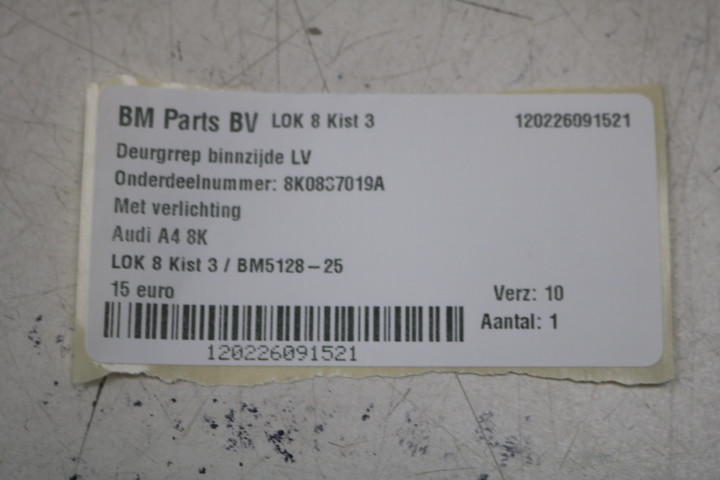 BM Parts BV LOK 8 Kist 3 120226091521
Deurgrrep binnzijde LV
Onderdeelnummer: 8K0837019A
Met verlichting
Audi A4 8K
LOK 8 Kist 3 / BM5128-25
15 euro Verz: 10
Aantal: 1
120226091521